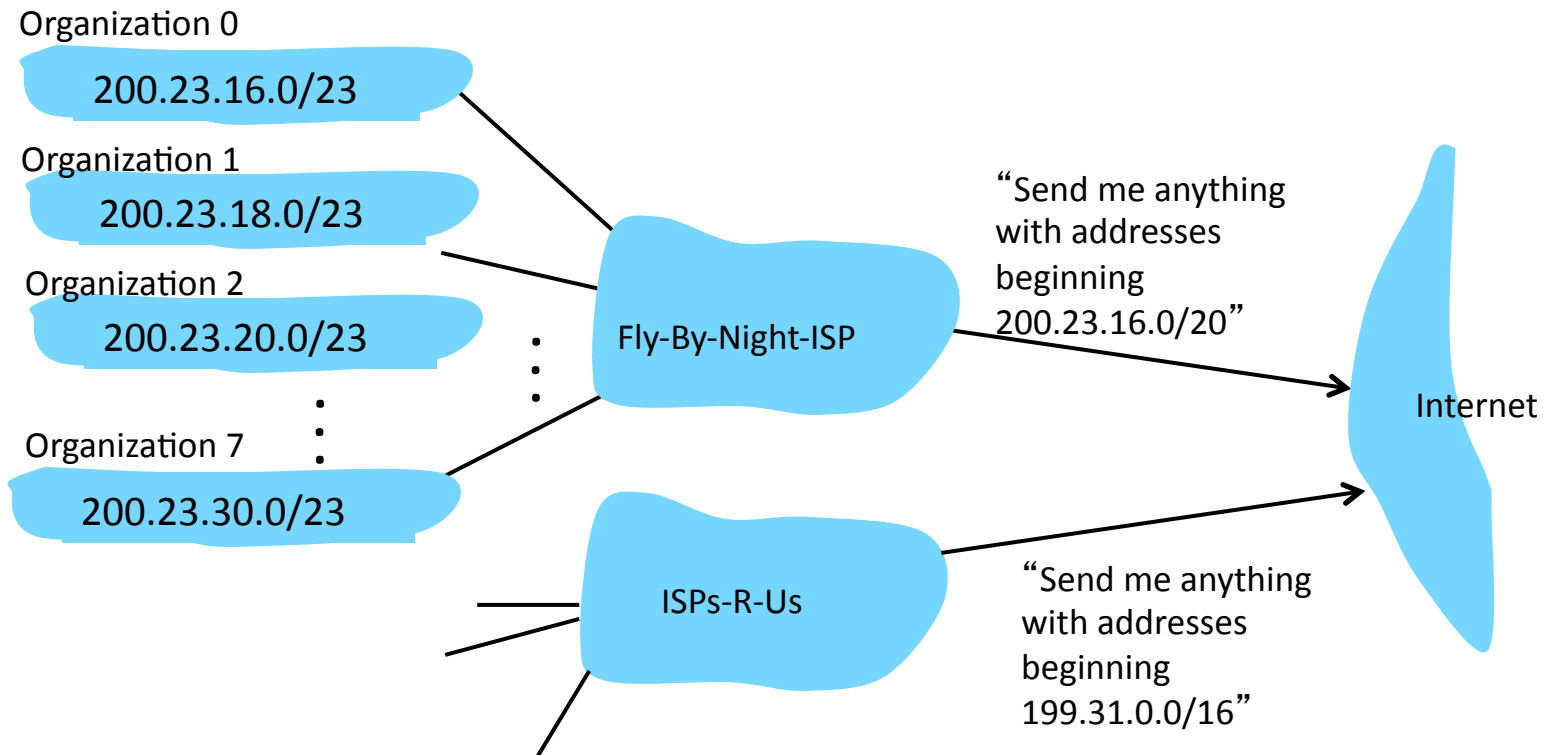 Organization 0
200.23.16.0/23
Organization 1
200.23.18.0/23
Organization 2
200.23.20.0/23
Organization 7
200.23.30.0/23
Fly-By-Night-ISP
“Send me anything
with addresses
beginning
200.23.16.0/20”
Internet
ISPs-R-Us
“Send me anything
with addresses
beginning
199.31.0.0/16”